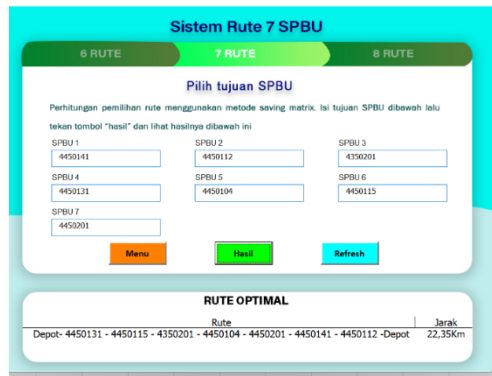 Sistem Rute 7 SPBU
6 RUTE 7 RUTE 8 RUTE
Pilih tujuan SPBU
Perhitungan pemilihan rute menggunakan metode saving matrix. Isi tujuan SPBU dibawah lalu
tekan tombol "hasil" dan lihat hasilnya dibawah ini
SPBU 1 SPBU 2 SPBU 3
4450141 4450112 4350201
SPBU 4 SPBU 5 SPBU 6
4450131 4450104 4450115
SPBU 7
4450201
Menu Hasil Refresh
RUTE OPTIMAL
Rute Jarak
Depot- 4450131 - 4450115 - 4350201 - 4450104 - 4450201 - 4450141 - 4450112 -Depot 22,35Km